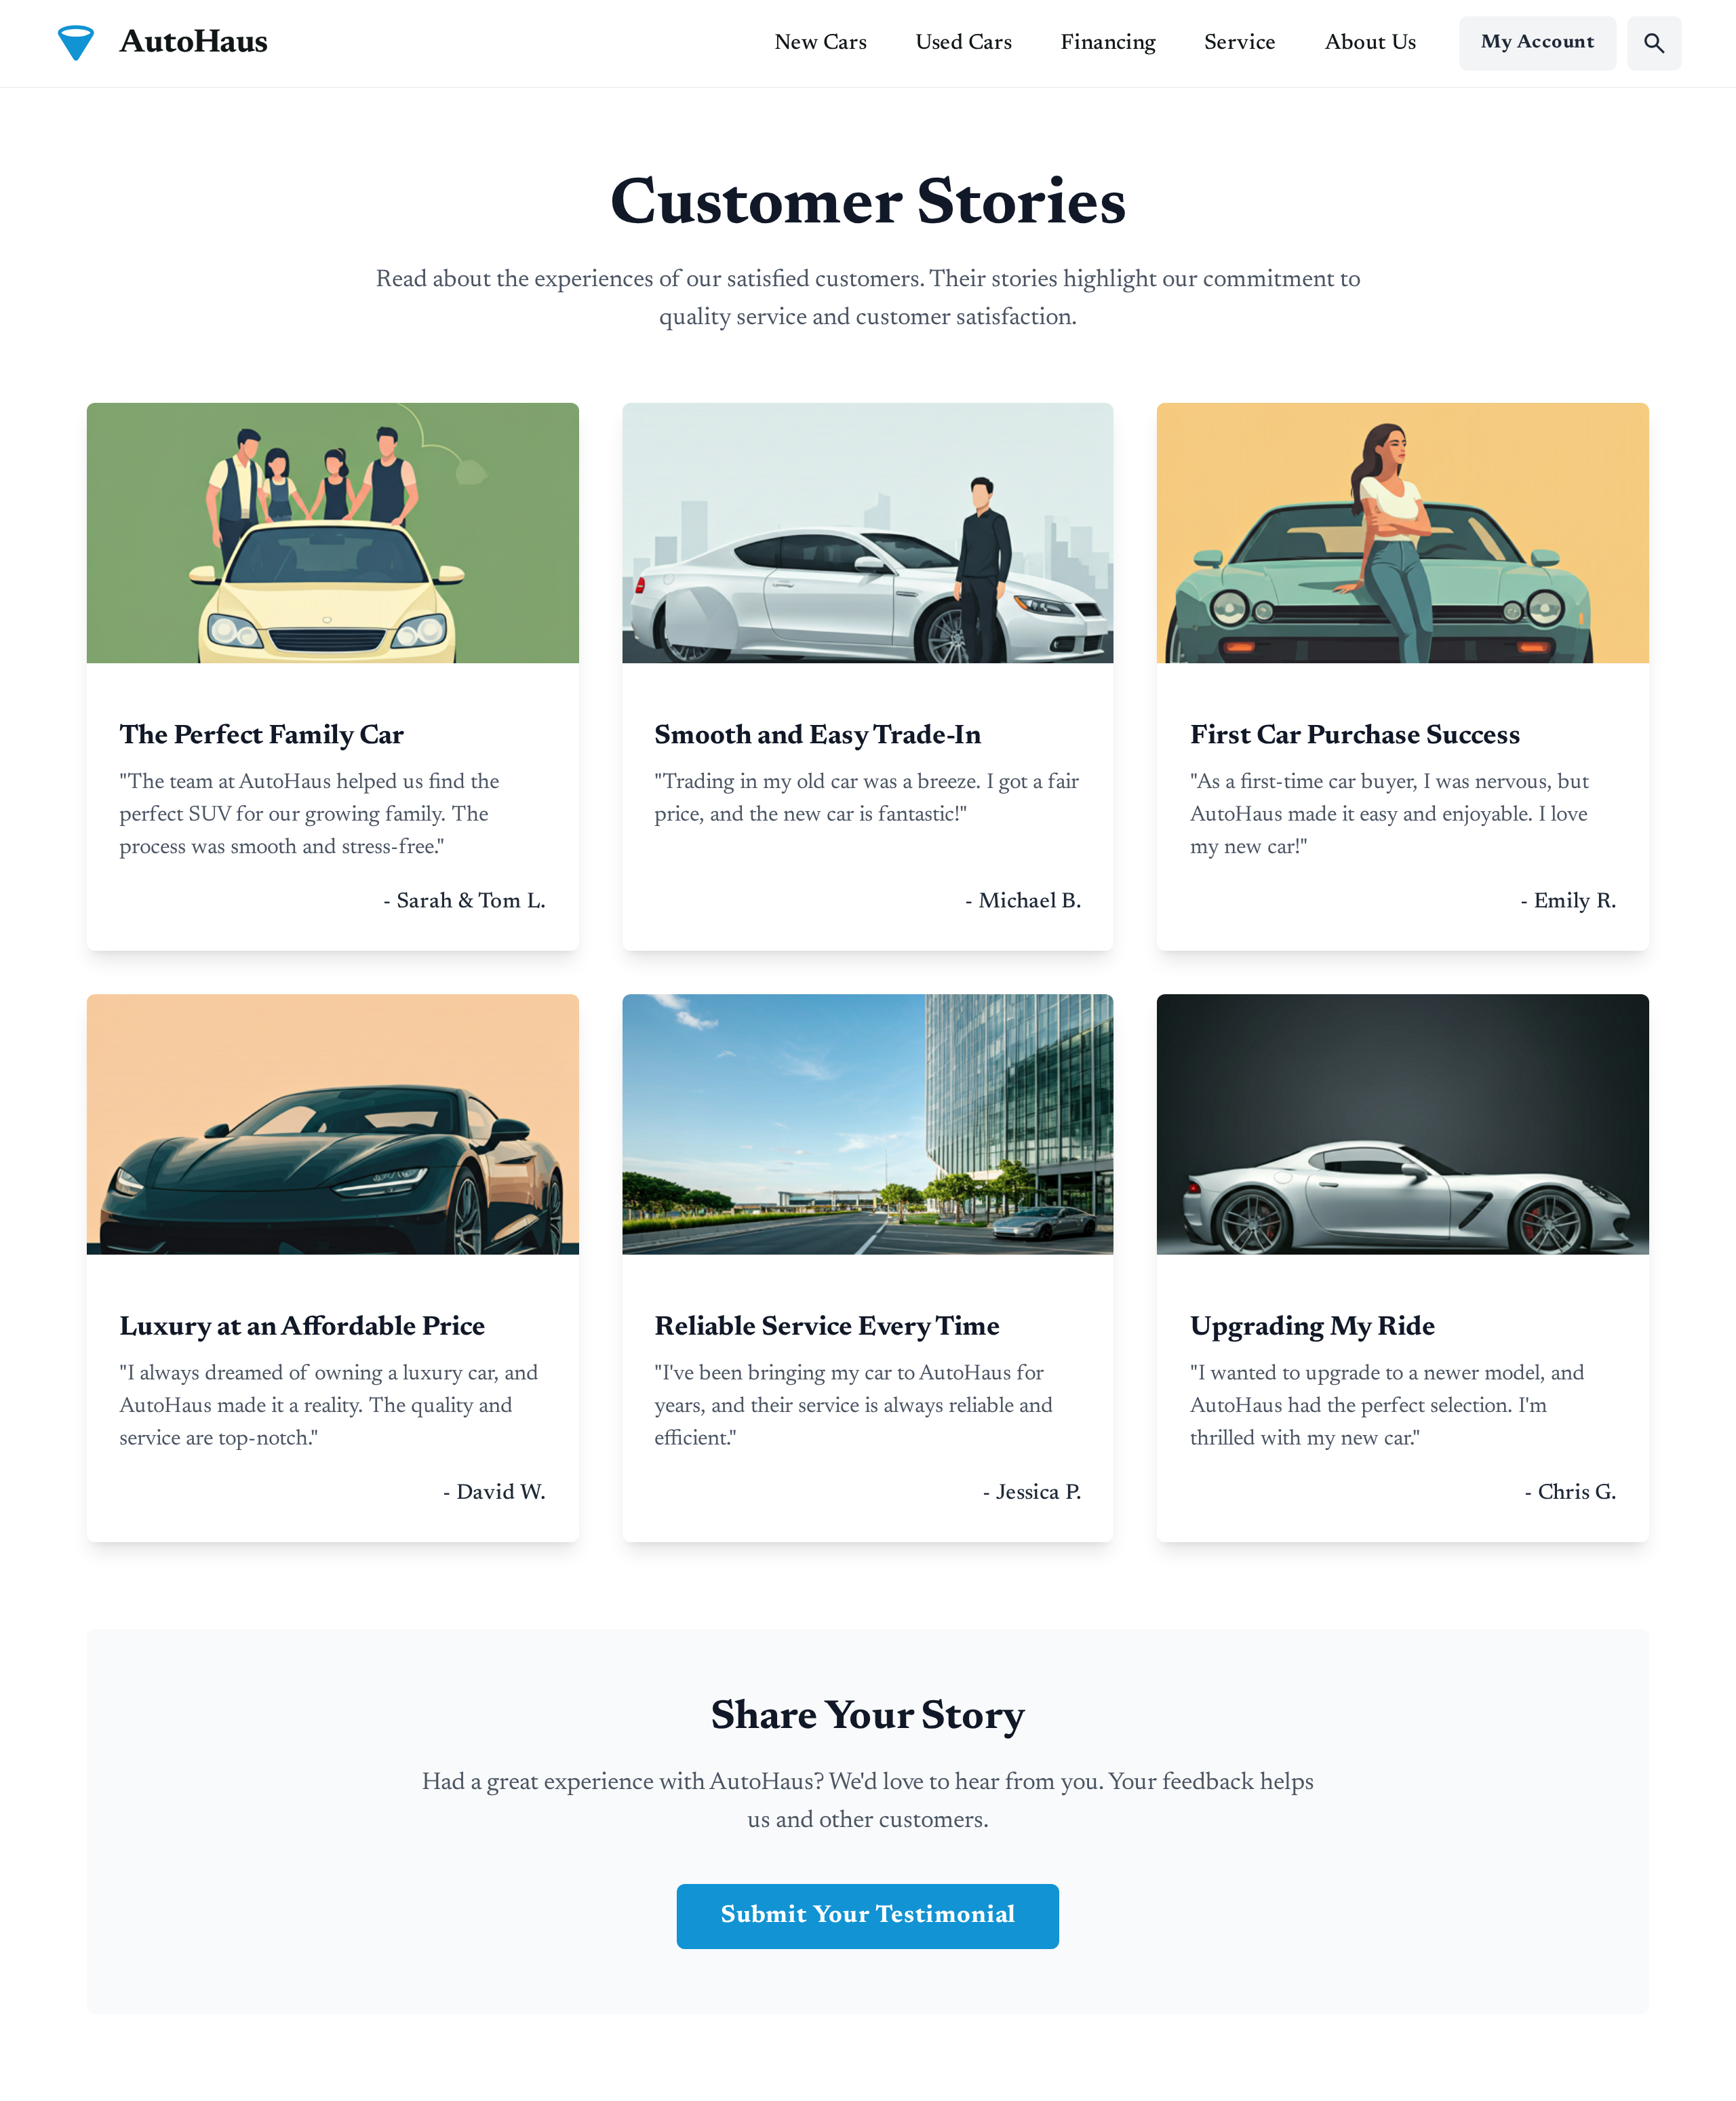 AutoHaus
New Cars
Used Cars
Financing
Service
About Us
My Account
Customer Stories
Read about the experiences of our satisfied customers. Their stories highlight our commitment to
quality service and customer satisfaction.
The Perfect Family Car
"The team at AutoHaus helped us find the
perfect SUV for our growing family. The
process was smooth and stress-free."
- Sarah & Tom L.
Smooth and Easy Trade-In
"Trading in my old car was a breeze. I got a fair
price, and the new car is fantastic!"
- Michael B.
First Car Purchase Success
"As a first-time car buyer, I was nervous, but
AutoHaus made it easy and enjoyable. I love
my new car!"
- Emily R.
Luxury at an Affordable Price
"I always dreamed of owning a luxury car, and
AutoHaus made it a reality. The quality and
service are top-notch."
- David W.
Reliable Service Every Time
"I've been bringing my car to AutoHaus for
years, and their service is always reliable and
efficient."
- Jessica P.
Upgrading My Ride
"I wanted to upgrade to a newer model, and
AutoHaus had the perfect selection. I'm
thrilled with my new car."
- Chris G.
Share Your Story
Had a great experience with AutoHaus? We'd love to hear from you. Your feedback helps
us and other customers.
Submit Your Testimonial